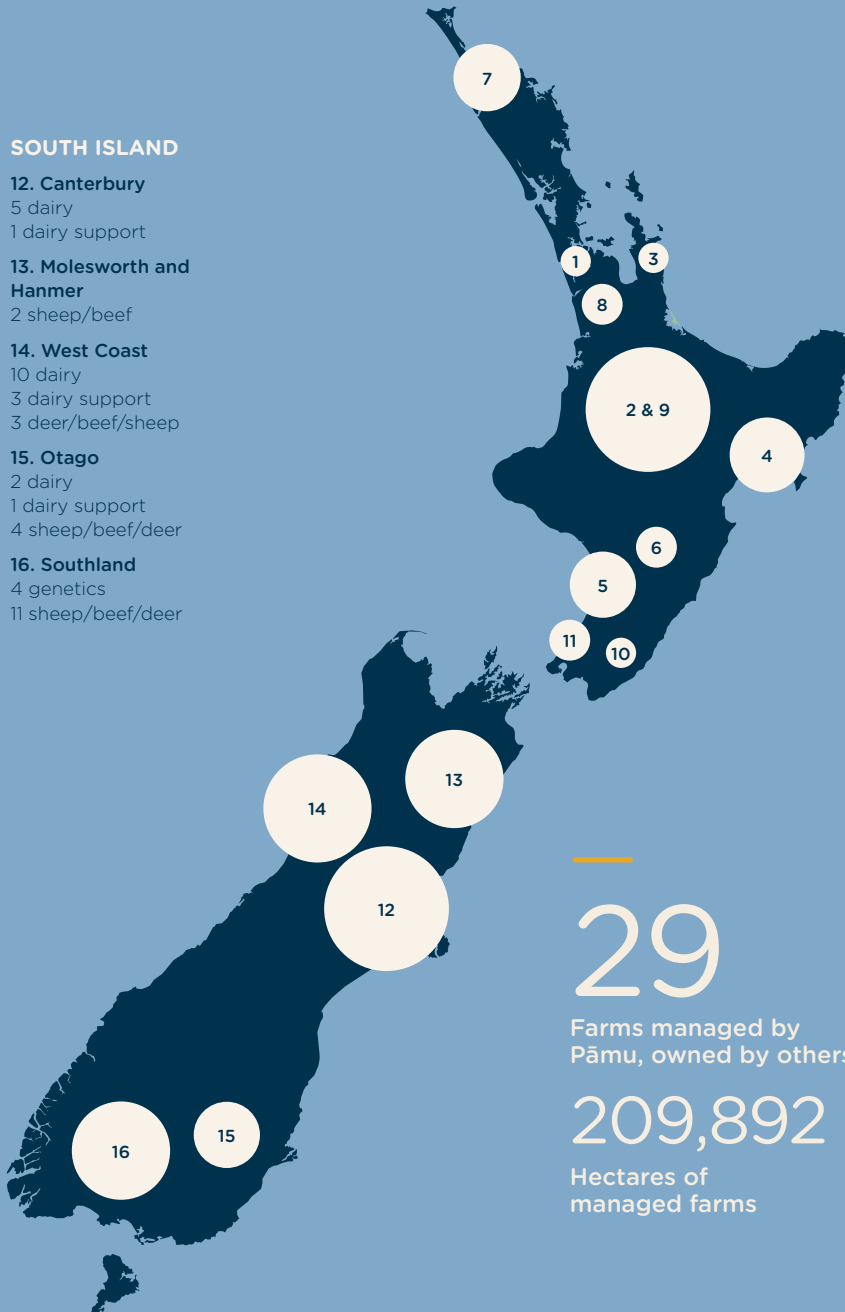 SOUTH ISLAND
12. Canterbury
5 dairy
1 dairy support
13. Molesworth and
Hanmer
2 sheep/beef
14. West Coast
10 dairy
3 dairy support
3 deer/beef/sheep
15. Otago
2 dairy
1 dairy support
4 sheep/beef/deer
16. Southland
4 genetics
11 sheep/beef/deer
7
1
3
8
2 & 9
4
6
5
11
10
13
14
12
15
16
29
Farms managed by
Pāmu, owned by others
209,892
Hectares of
managed farms